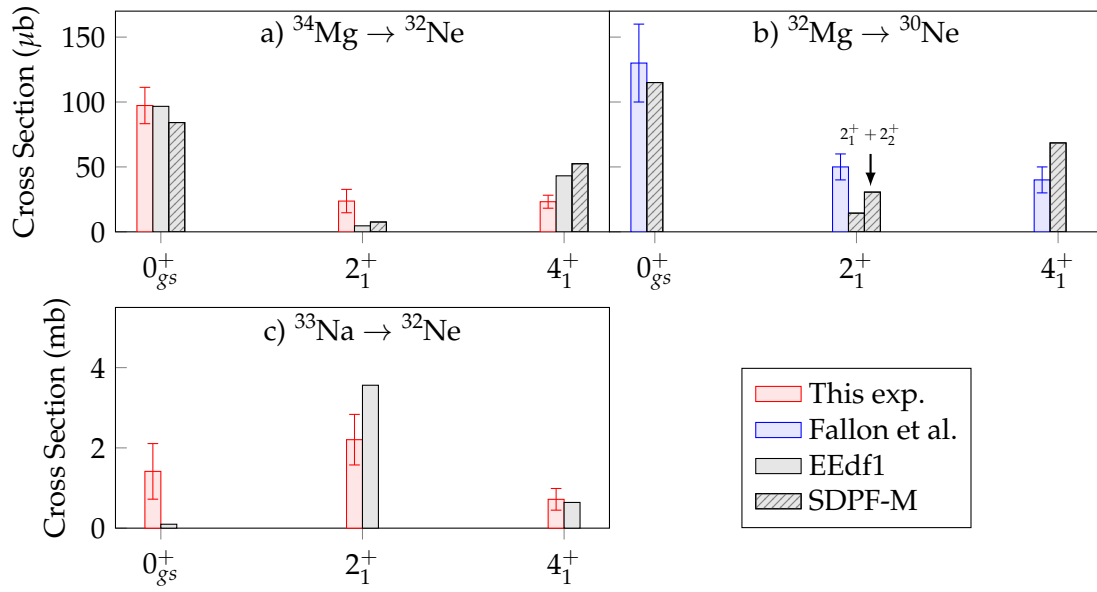 a) ³⁴Mg → ³²Ne
b) ³²Mg → ³⁰Ne
Cross Section (μb)
150
100
50
0
2₁⁺ + 2₂⁺
0⁺gs
2₁⁺
4₁⁺
0⁺gs
2₁⁺
4₁⁺
c) ³³Na → ³²Ne
Cross Section (mb)
4
2
0
0⁺gs
2₁⁺
4₁⁺
This exp.
Fallon et al.
EEdf1
SDPF-M